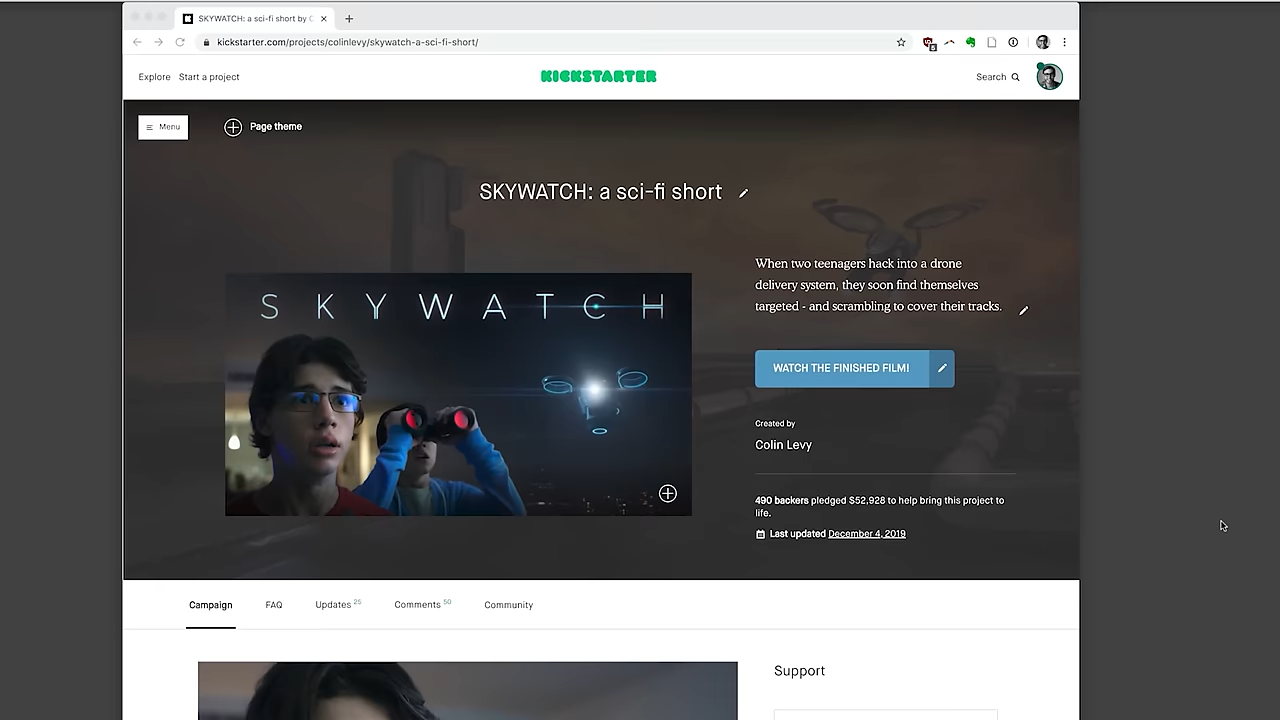 SKYWATCH: a sci-fi short by C
kickstarter.com/projects/colinlevy/skywatch-a-sci-fi-short/
Explore Start a project
KICKSTARTER
Search
Menu
Page theme
SKYWATCH: a sci-fi short
SKYWATCH
When two teenagers hack into a drone
delivery system, they soon find themselves
targeted - and scrambling to cover their tracks.
WATCH THE FINISHED FILM!
Created by
Colin Levy
490 backers pledged $52,928 to help bring this project to
life.
Last updated December 4, 2019
Campaign FAQ Updates 25 Comments 50 Community
Support